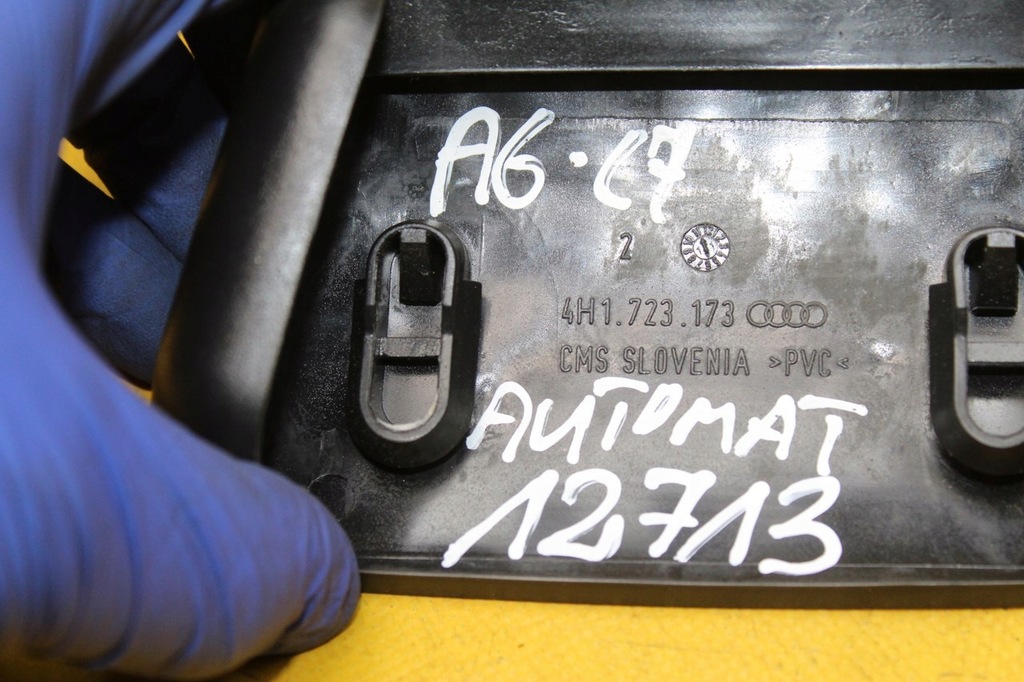 A6 · C7
2
4H1.723.173
CMS SLOVENIA >PVC<
AUTOMAT
12713